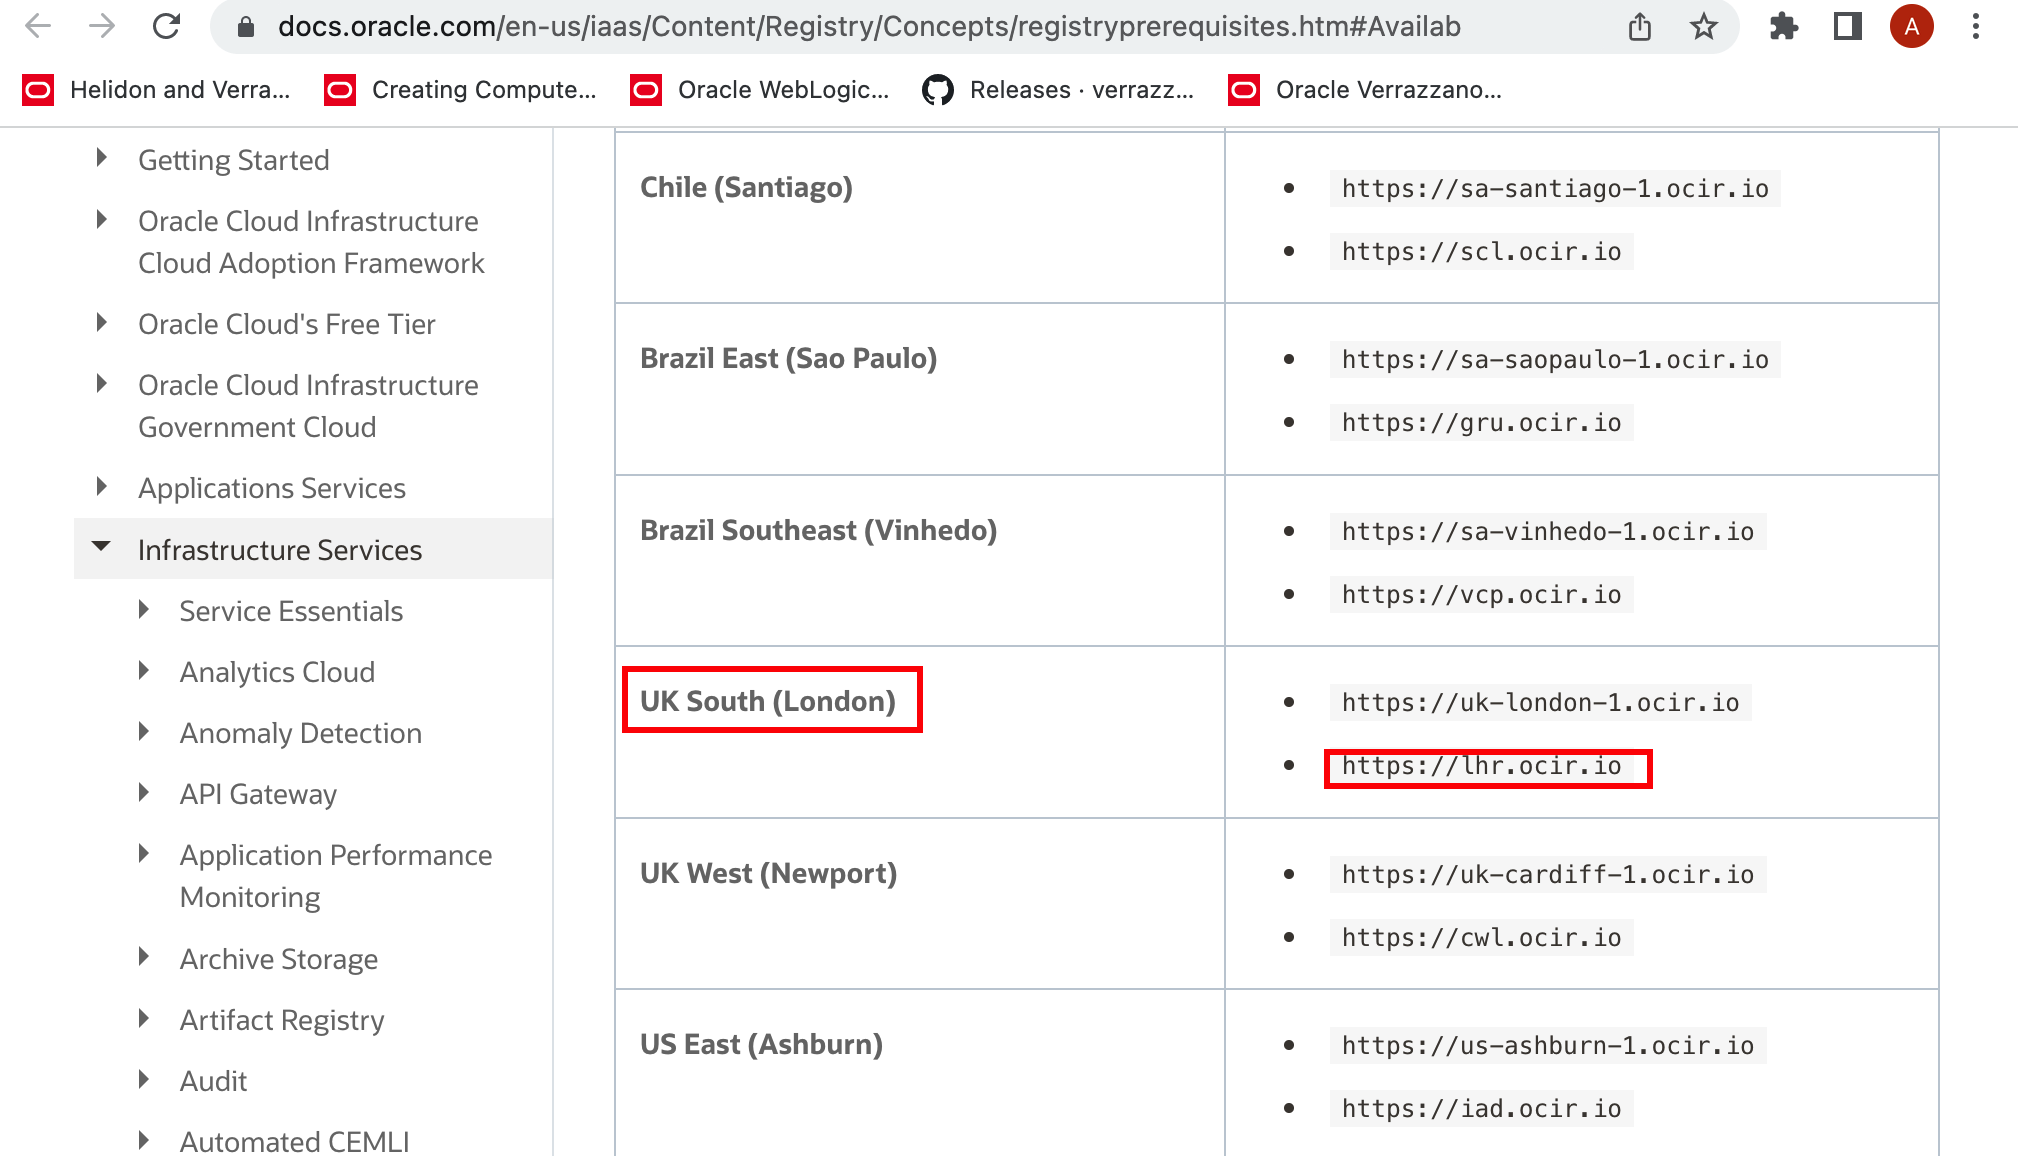 docs.oracle.com/en-us/iaas/Content/Registry/Concepts/registryprerequisites.htm#Availab
A
Helidon and Verra...
Creating Compute...
Oracle WebLogic...
Releases · verrazz...
Oracle Verrazzano...
Getting Started
Oracle Cloud Infrastructure
Cloud Adoption Framework
Oracle Cloud's Free Tier
Oracle Cloud Infrastructure
Government Cloud
Applications Services
Infrastructure Services
Service Essentials
Analytics Cloud
Anomaly Detection
API Gateway
Application Performance
Monitoring
Archive Storage
Artifact Registry
Audit
Automated CEMLI
Chile (Santiago)
https://sa-santiago-1.ocir.io
https://scl.ocir.io
Brazil East (Sao Paulo)
https://sa-saopaulo-1.ocir.io
https://gru.ocir.io
Brazil Southeast (Vinhedo)
https://sa-vinhedo-1.ocir.io
https://vcp.ocir.io
UK South (London)
https://uk-london-1.ocir.io
https://lhr.ocir.io
UK West (Newport)
https://uk-cardiff-1.ocir.io
https://cwl.ocir.io
US East (Ashburn)
https://us-ashburn-1.ocir.io
https://iad.ocir.io